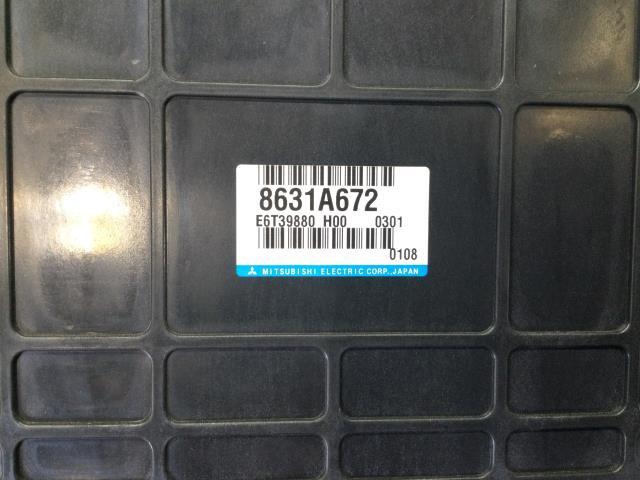 8631A672
E6T39880 H00 0301
0108
MITSUBISHI ELECTRIC CORP.,JAPAN